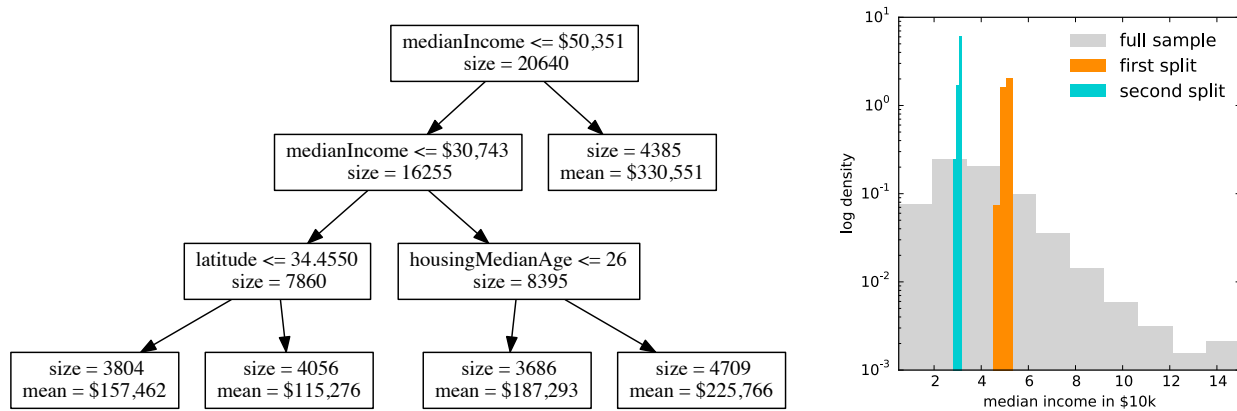 medianIncome <= $50,351
size = 20640
medianIncome <= $30,743
size = 16255
size = 4385
mean = $330,551
latitude <= 34.4550
size = 7860
housingMedianAge <= 26
size = 8395
size = 3804
mean = $157,462
size = 4056
mean = $115,276
size = 3686
mean = $187,293
size = 4709
mean = $225,766
full sample
first split
second split
log density
10^1
10^0
10^-1
10^-2
10^-3
2 4 6 8 10 12 14
median income in $10k